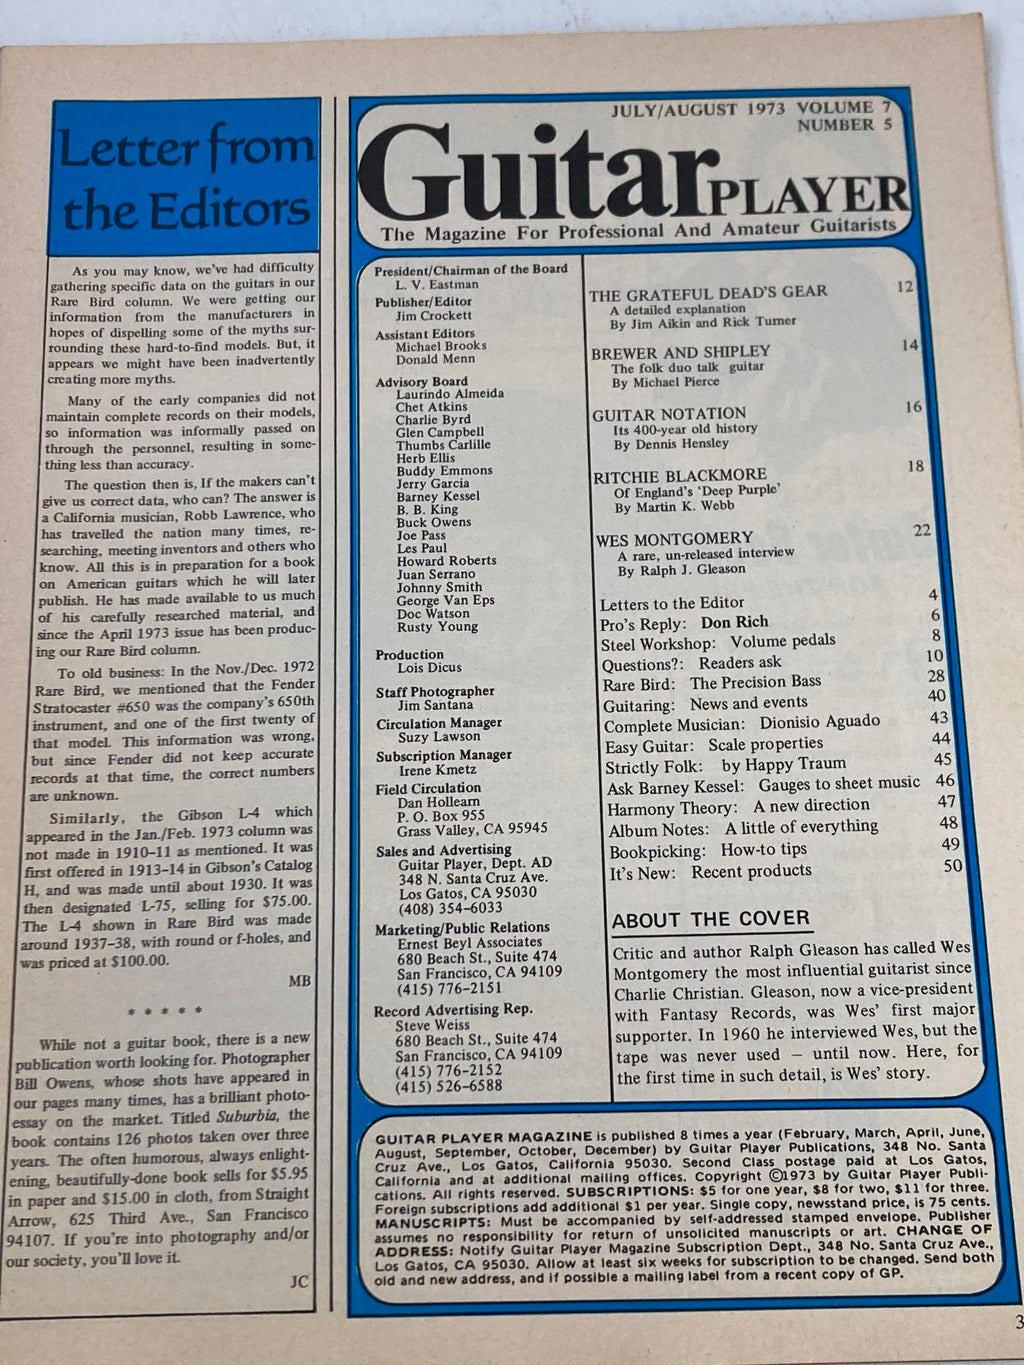 Letter from
the Editors
As you may know, we've had difficulty
gathering specific data on the guitars in our
Rare Bird column. We were getting our
information from the manufacturers in
hopes of dispelling some of the myths sur-
rounding these hard-to-find models. But, it
appears we might have been inadvertently
creating more myths.
Many of the early companies did not
maintain complete records on their models,
so information was informally passed on
through the personnel, resulting in some-
thing less than accuracy.
The question then is, If the makers can't
give us correct data, who can? The answer is
a California musician, Robb Lawrence, who
has travelled the nation many times, re-
searching, meeting inventors and others who
know. All this is in preparation for a book
on American guitars which he will later
publish. He has made available to us much
of his carefully researched material, and
since the April 1973 issue has been produc-
ing our Rare Bird column.
To old business: In the Nov./Dec. 1972
Rare Bird, we mentioned that the Fender
Stratocaster #650 was the company's 650th
instrument, and one of the first twenty of
that model. This information was wrong,
but since Fender did not keep accurate
records at that time, the correct numbers
are unknown.
Similarly, the Gibson L-4 which
appeared in the Jan./Feb. 1973 column was
not made in 1910-11 as mentioned. It was
first offered in 1913-14 in Gibson's Catalog
H, and was made until about 1930. It was
then designated L-75, selling for $75.00.
The L-4 shown in Rare Bird was made
around 1937-38, with round or f-holes, and
was priced at $100.00.
MB
* * * * *
While not a guitar book, there is a new
publication worth looking for. Photographer
Bill Owens, whose shots have appeared in
our pages many times, has a brilliant photo-
essay on the market. Titled Suburbia, the
book contains 126 photos taken over three
years. The often humorous, always enlight-
ening, beautifully-done book sells for $5.95
in paper and $15.00 in cloth, from Straight
Arrow, 625 Third Ave., San Francisco
94107. If you're into photography and/or
our society, you'll love it.
JC
JULY/AUGUST 1973 VOLUME 7
NUMBER 5
Guitar PLAYER
The Magazine For Professional And Amateur Guitarists
President/Chairman of the Board
L. V. Eastman
Publisher/Editor
Jim Crockett
Assistant Editors
Michael Brooks
Donald Menn
Advisory Board
Laurindo Almeida
Chet Atkins
Charlie Byrd
Glen Campbell
Thumbs Carlille
Herb Ellis
Buddy Emmons
Jerry Garcia
Barney Kessel
B. B. King
Buck Owens
Joe Pass
Les Paul
Howard Roberts
Juan Serrano
Johnny Smith
George Van Eps
Doc Watson
Rusty Young
Production
Lois Dicus
Staff Photographer
Jim Santana
Circulation Manager
Suzy Lawson
Subscription Manager
Irene Kmetz
Field Circulation
Dan Hollearn
P. O. Box 955
Grass Valley, CA 95945
Sales and Advertising
Guitar Player, Dept. AD
348 N. Santa Cruz Ave.
Los Gatos, CA 95030
(408) 354-6033
Marketing/Public Relations
Ernest Beyl Associates
680 Beach St., Suite 474
San Francisco, CA 94109
(415) 776-2151
Record Advertising Rep.
Steve Weiss
680 Beach St., Suite 474
San Francisco, CA 94109
(415) 776-2152
(415) 526-6588
THE GRATEFUL DEAD'S GEAR 12
A detailed explanation
By Jim Aikin and Rick Turner
BREWER AND SHIPLEY 14
The folk duo talk guitar
By Michael Pierce
GUITAR NOTATION 16
Its 400-year old history
By Dennis Hensley
RITCHIE BLACKMORE 18
Of England's 'Deep Purple'
By Martin K. Webb
WES MONTGOMERY 22
A rare, un-released interview
By Ralph J. Gleason
Letters to the Editor 4
Pro's Reply: Don Rich 6
Steel Workshop: Volume pedals 8
Questions?: Readers ask 10
Rare Bird: The Precision Bass 28
Guitaring: News and events 40
Complete Musician: Dionisio Aguado 43
Easy Guitar: Scale properties 44
Strictly Folk: by Happy Traum 45
Ask Barney Kessel: Gauges to sheet music 46
Harmony Theory: A new direction 47
Album Notes: A little of everything 48
Bookpicking: How-to tips 49
It's New: Recent products 50
ABOUT THE COVER
Critic and author Ralph Gleason has called Wes
Montgomery the most influential guitarist since
Charlie Christian. Gleason, now a vice-president
with Fantasy Records, was Wes' first major
supporter. In 1960 he interviewed Wes, but the
tape was never used – until now. Here, for
the first time in such detail, is Wes' story.
GUITAR PLAYER MAGAZINE is published 8 times a year (February, March, April, June,
August, September, October, December) by Guitar Player Publications, 348 No. Santa
Cruz Ave., Los Gatos, California 95030. Second Class postage paid at Los Gatos,
California and at additional mailing offices. Copyright ©1973 by Guitar Player Publi-
cations. All rights reserved. SUBSCRIPTIONS: $5 for one year, $8 for two, $11 for three.
Foreign subscriptions add additional $1 per year. Single copy, newsstand price, is 75 cents.
MANUSCRIPTS: Must be accompanied by self-addressed stamped envelope. Publisher
assumes no responsibility for return of unsolicited manuscripts or art. CHANGE OF
ADDRESS: Notify Guitar Player Magazine Subscription Dept., 348 No. Santa Cruz Ave.,
Los Gatos, CA 95030. Allow at least six weeks for subscription to be changed. Send both
old and new address, and if possible a mailing label from a recent copy of GP.
3